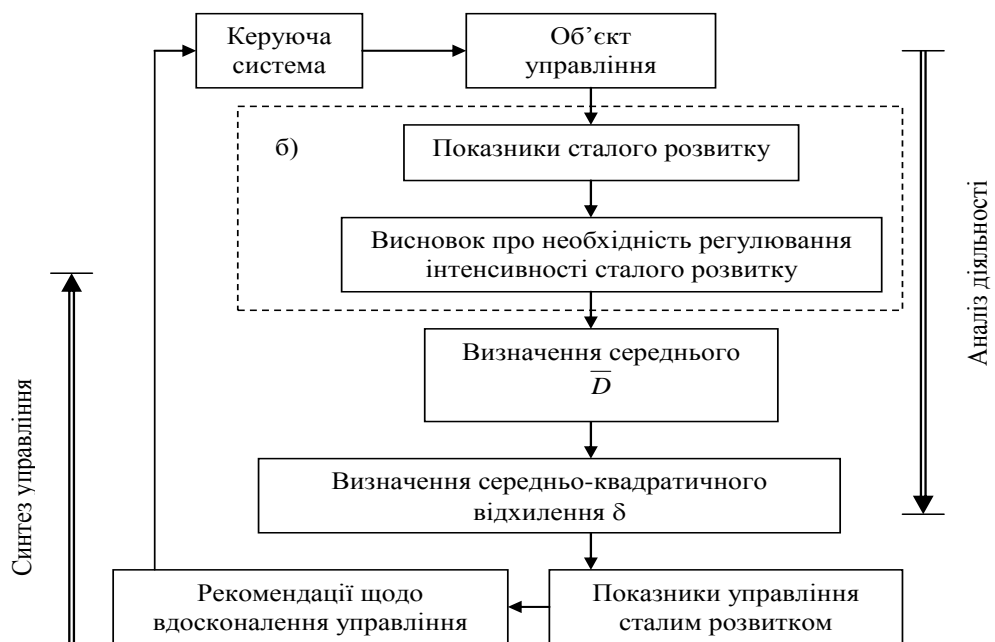 Керуюча
система
Об’єкт
управління
б)
Показники сталого розвитку
Висновок про необхідність регулювання
інтенсивності сталого розвитку
Визначення середнього
D̅
Визначення середньо-квадратичного
відхилення δ
Показники управління
сталим розвитком
Рекомендації щодо
вдосконалення управління
Синтез управління
Аналіз діяльності